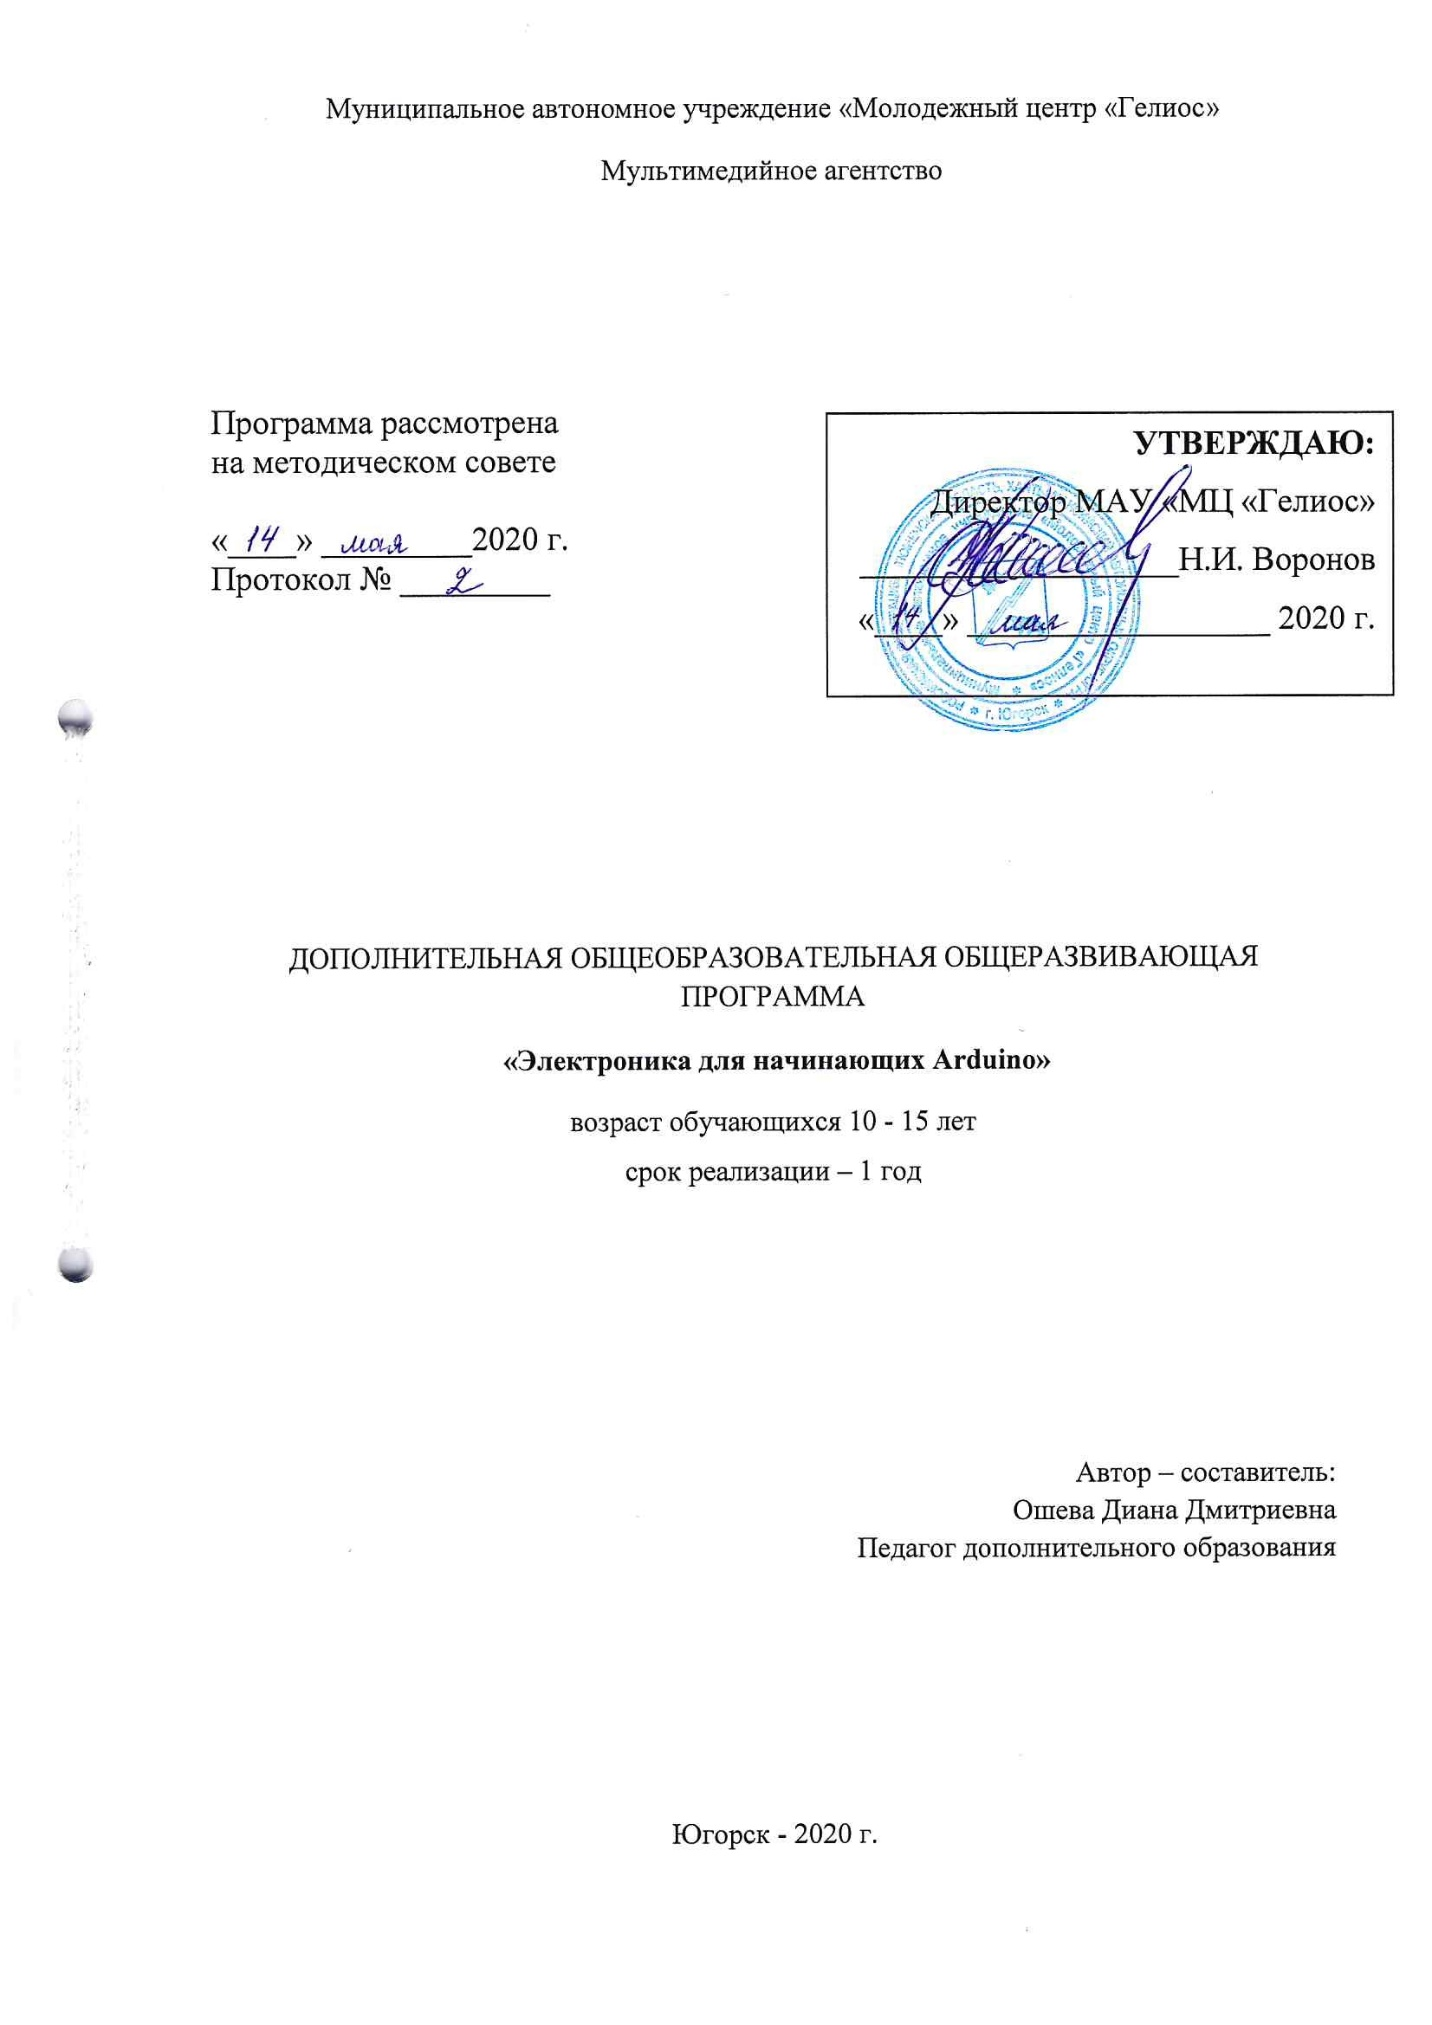 Муниципальное автономное учреждение «Молодежный центр «Гелиос»
Мультимедийное агентство
Программа рассмотрена
на методическом совете
«14» мая 2020 г.
Протокол № 2
УТВЕРЖДАЮ:
Директор МАУ «МЦ «Гелиос»
Н.И. Воронов
«14» мая 2020 г.
г. Югорск
ДОПОЛНИТЕЛЬНАЯ ОБЩЕОБРАЗОВАТЕЛЬНАЯ ОБЩЕРАЗВИВАЮЩАЯ
ПРОГРАММА
«Электроника для начинающих Arduino»
возраст обучающихся 10 - 15 лет
срок реализации – 1 год
Автор – составитель:
Ошева Диана Дмитриевна
Педагог дополнительного образования
Югорск - 2020 г.